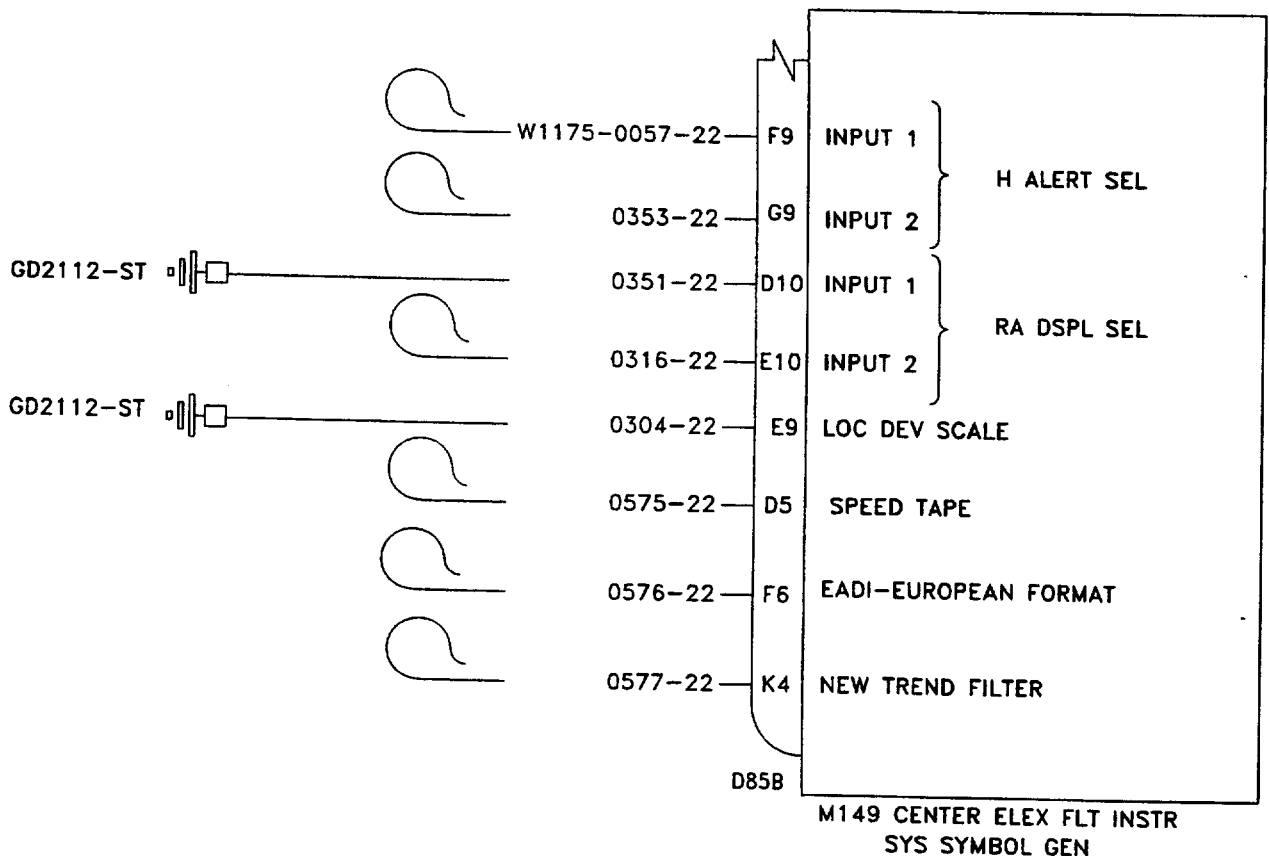 W1175-0057-22 F9 INPUT 1
H ALERT SEL
0353-22 G9 INPUT 2
GD2112-ST 0351-22 D10 INPUT 1
RA DSPL SEL
0316-22 E10 INPUT 2
GD2112-ST 0304-22 E9 LOC DEV SCALE
0575-22 D5 SPEED TAPE
0576-22 F6 EADI-EUROPEAN FORMAT
0577-22 K4 NEW TREND FILTER
D85B
M149 CENTER ELEX FLT INSTR
SYS SYMBOL GEN